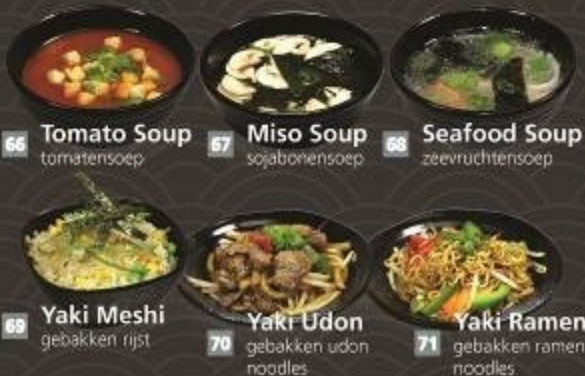 66 Tomato Soup
tomatensoep
67 Miso Soup
sojabonensoep
68 Seafood Soup
zeevruchtensoep
69 Yaki Meshi
gebakken rijst
70 Yaki Udon
gebakken udon
noodles
71 Yaki Ramen
gebakken ramen
noodles